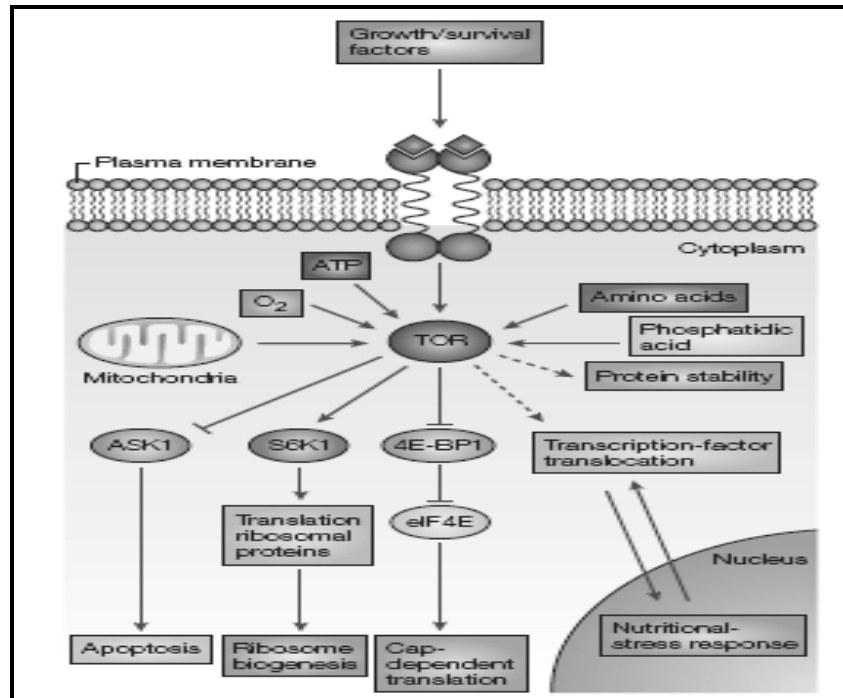 Growth/survival
factors
Plasma membrane
Cytoplasm
ATP
O2
Amino acids
Phosphatidic
acid
TOR
Mitochondria
Protein stability
ASK1
S6K1
4E-BP1
Transcription-factor
translocation
Translation
ribosomal
proteins
eIF4E
Nucleus
Apoptosis
Ribosome
biogenesis
Cap-
dependent
translation
Nutritional-
stress response